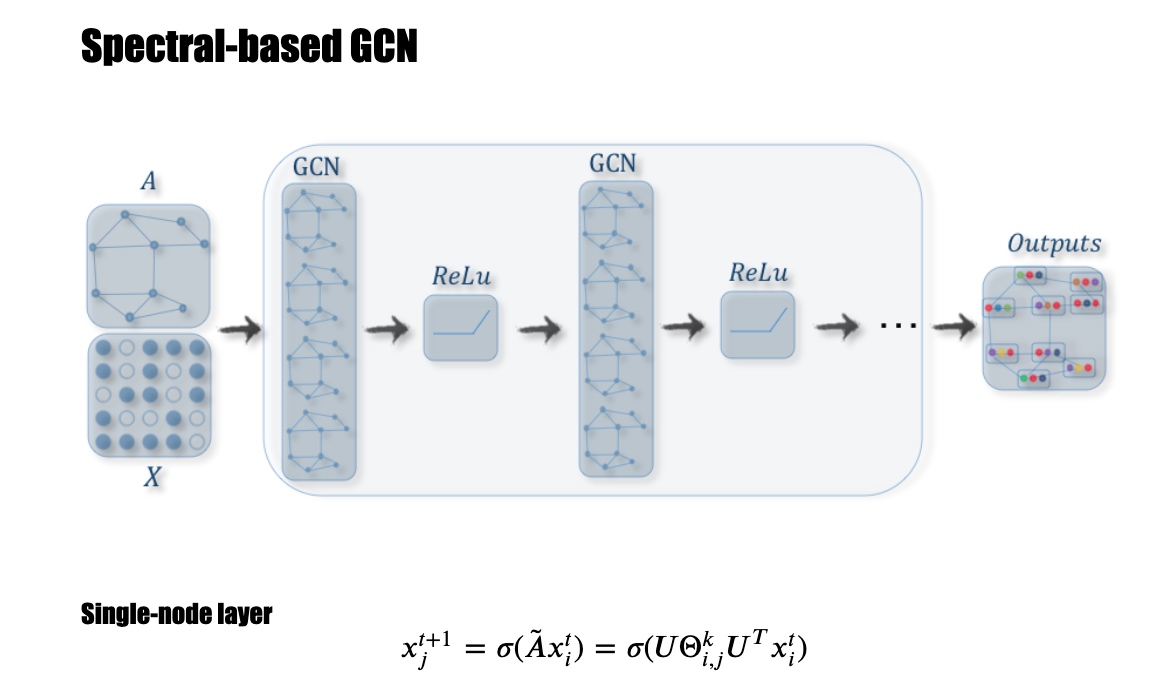 Spectral-based GCN
A
GCN
GCN
ReLu
ReLu
Outputs
...
X
Single-node layer
$x_j^{t+1} = \sigma(\tilde{A}x_i^t) = \sigma(U\Theta_{i,j}^k U^T x_i^t)$